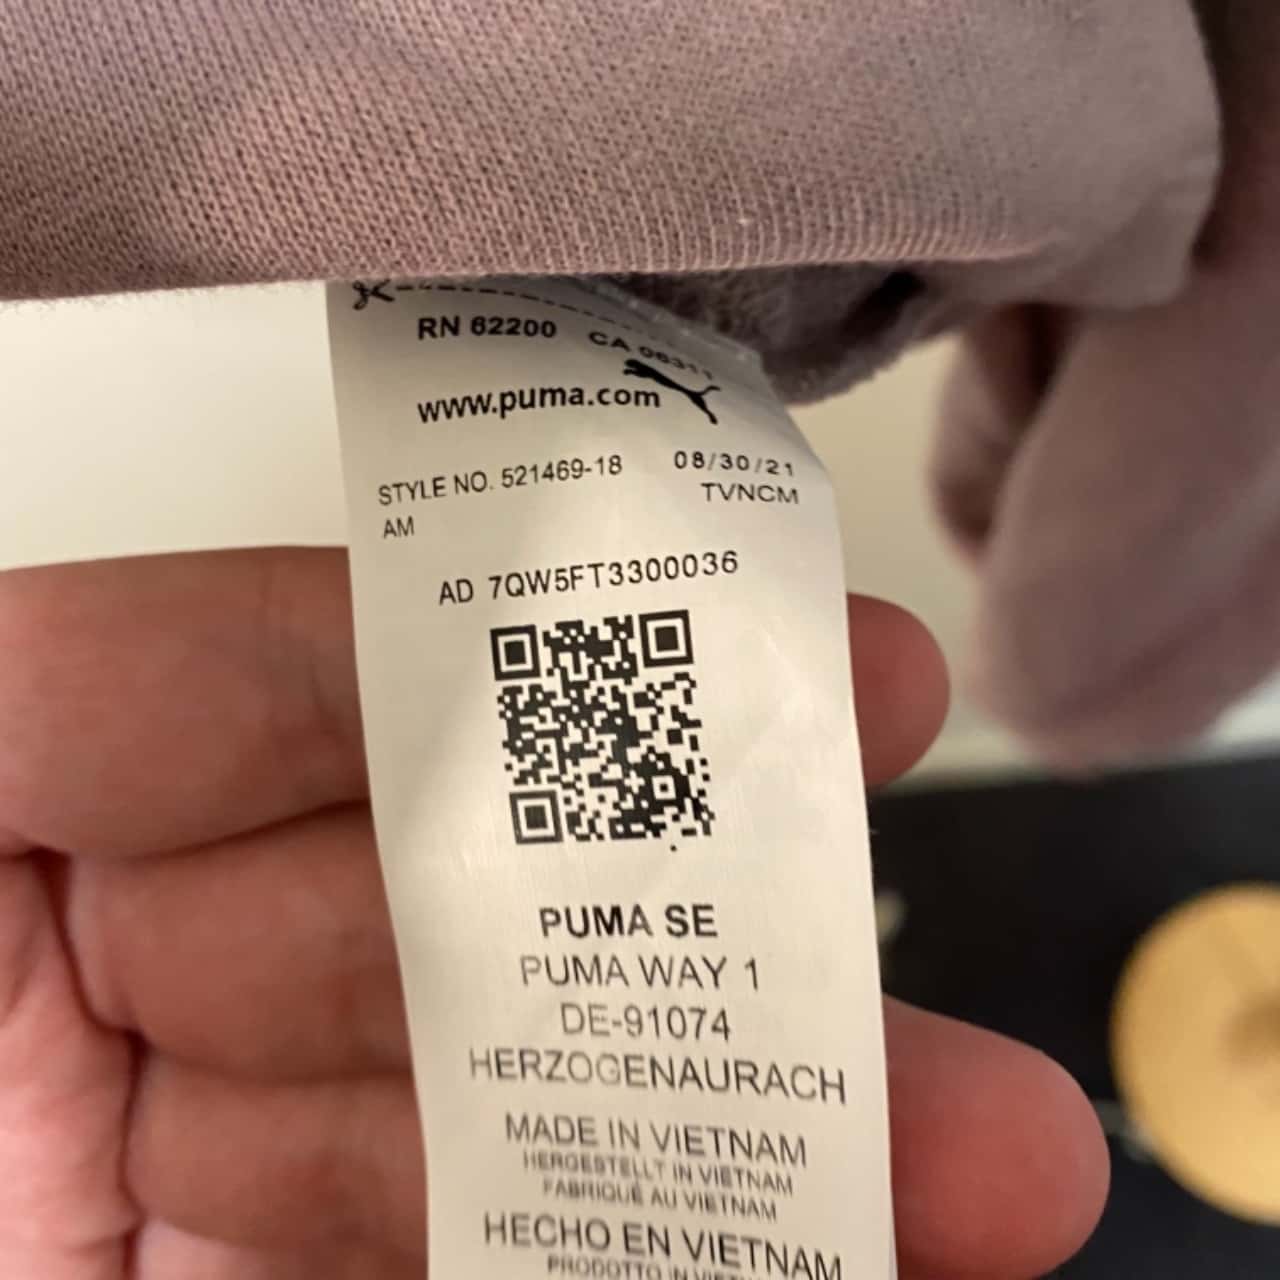 RN 62200 CA 06311
www.puma.com
STYLE NO. 521469-18 08/30/21
AM TVNCM
AD 7QW5FT3300036
PUMA SE
PUMA WAY 1
DE-91074
HERZOGENAURACH
MADE IN VIETNAM
HERGESTELLT IN VIETNAM
FABRIQUÉ AU VIETNAM
HECHO EN VIETNAM
PRODOTTO IN